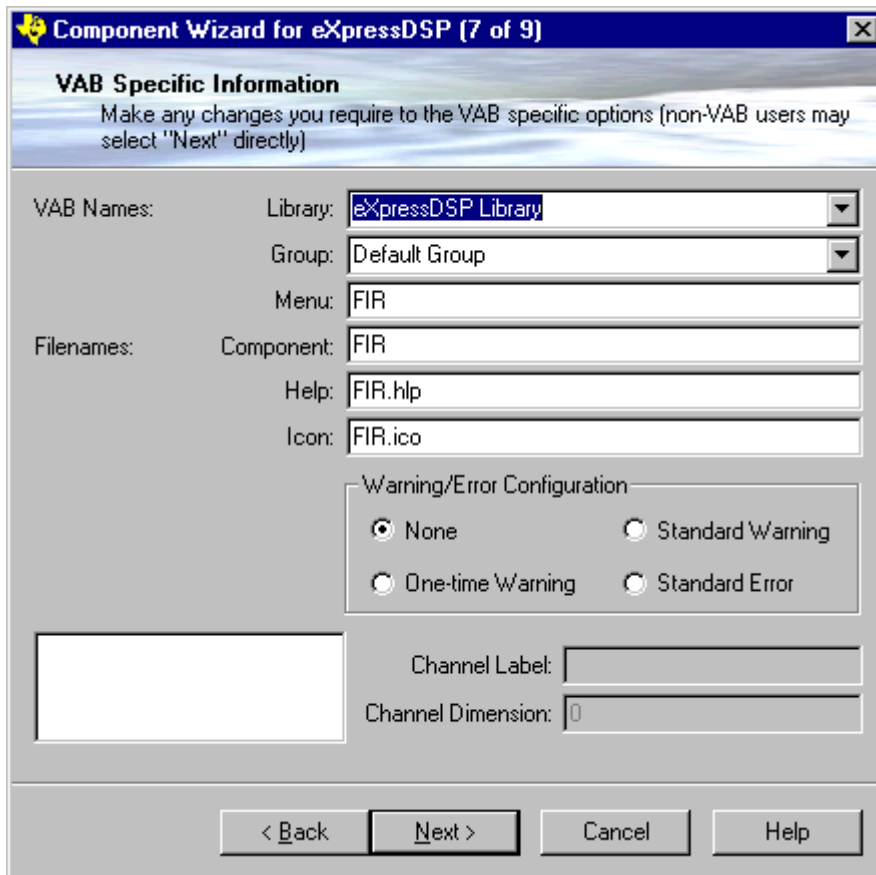 Component Wizard for eXpressDSP (7 of 9)
VAB Specific Information
Make any changes you require to the VAB specific options (non-VAB users may
select "Next" directly)
VAB Names: Library: eXpressDSP Library
Group: Default Group
Menu: FIR
Filenames: Component: FIR
Help: FIR.hlp
Icon: FIR.ico
Warning/Error Configuration
None Standard Warning
One-time Warning Standard Error
Channel Label:
Channel Dimension: 0
< Back Next > Cancel Help